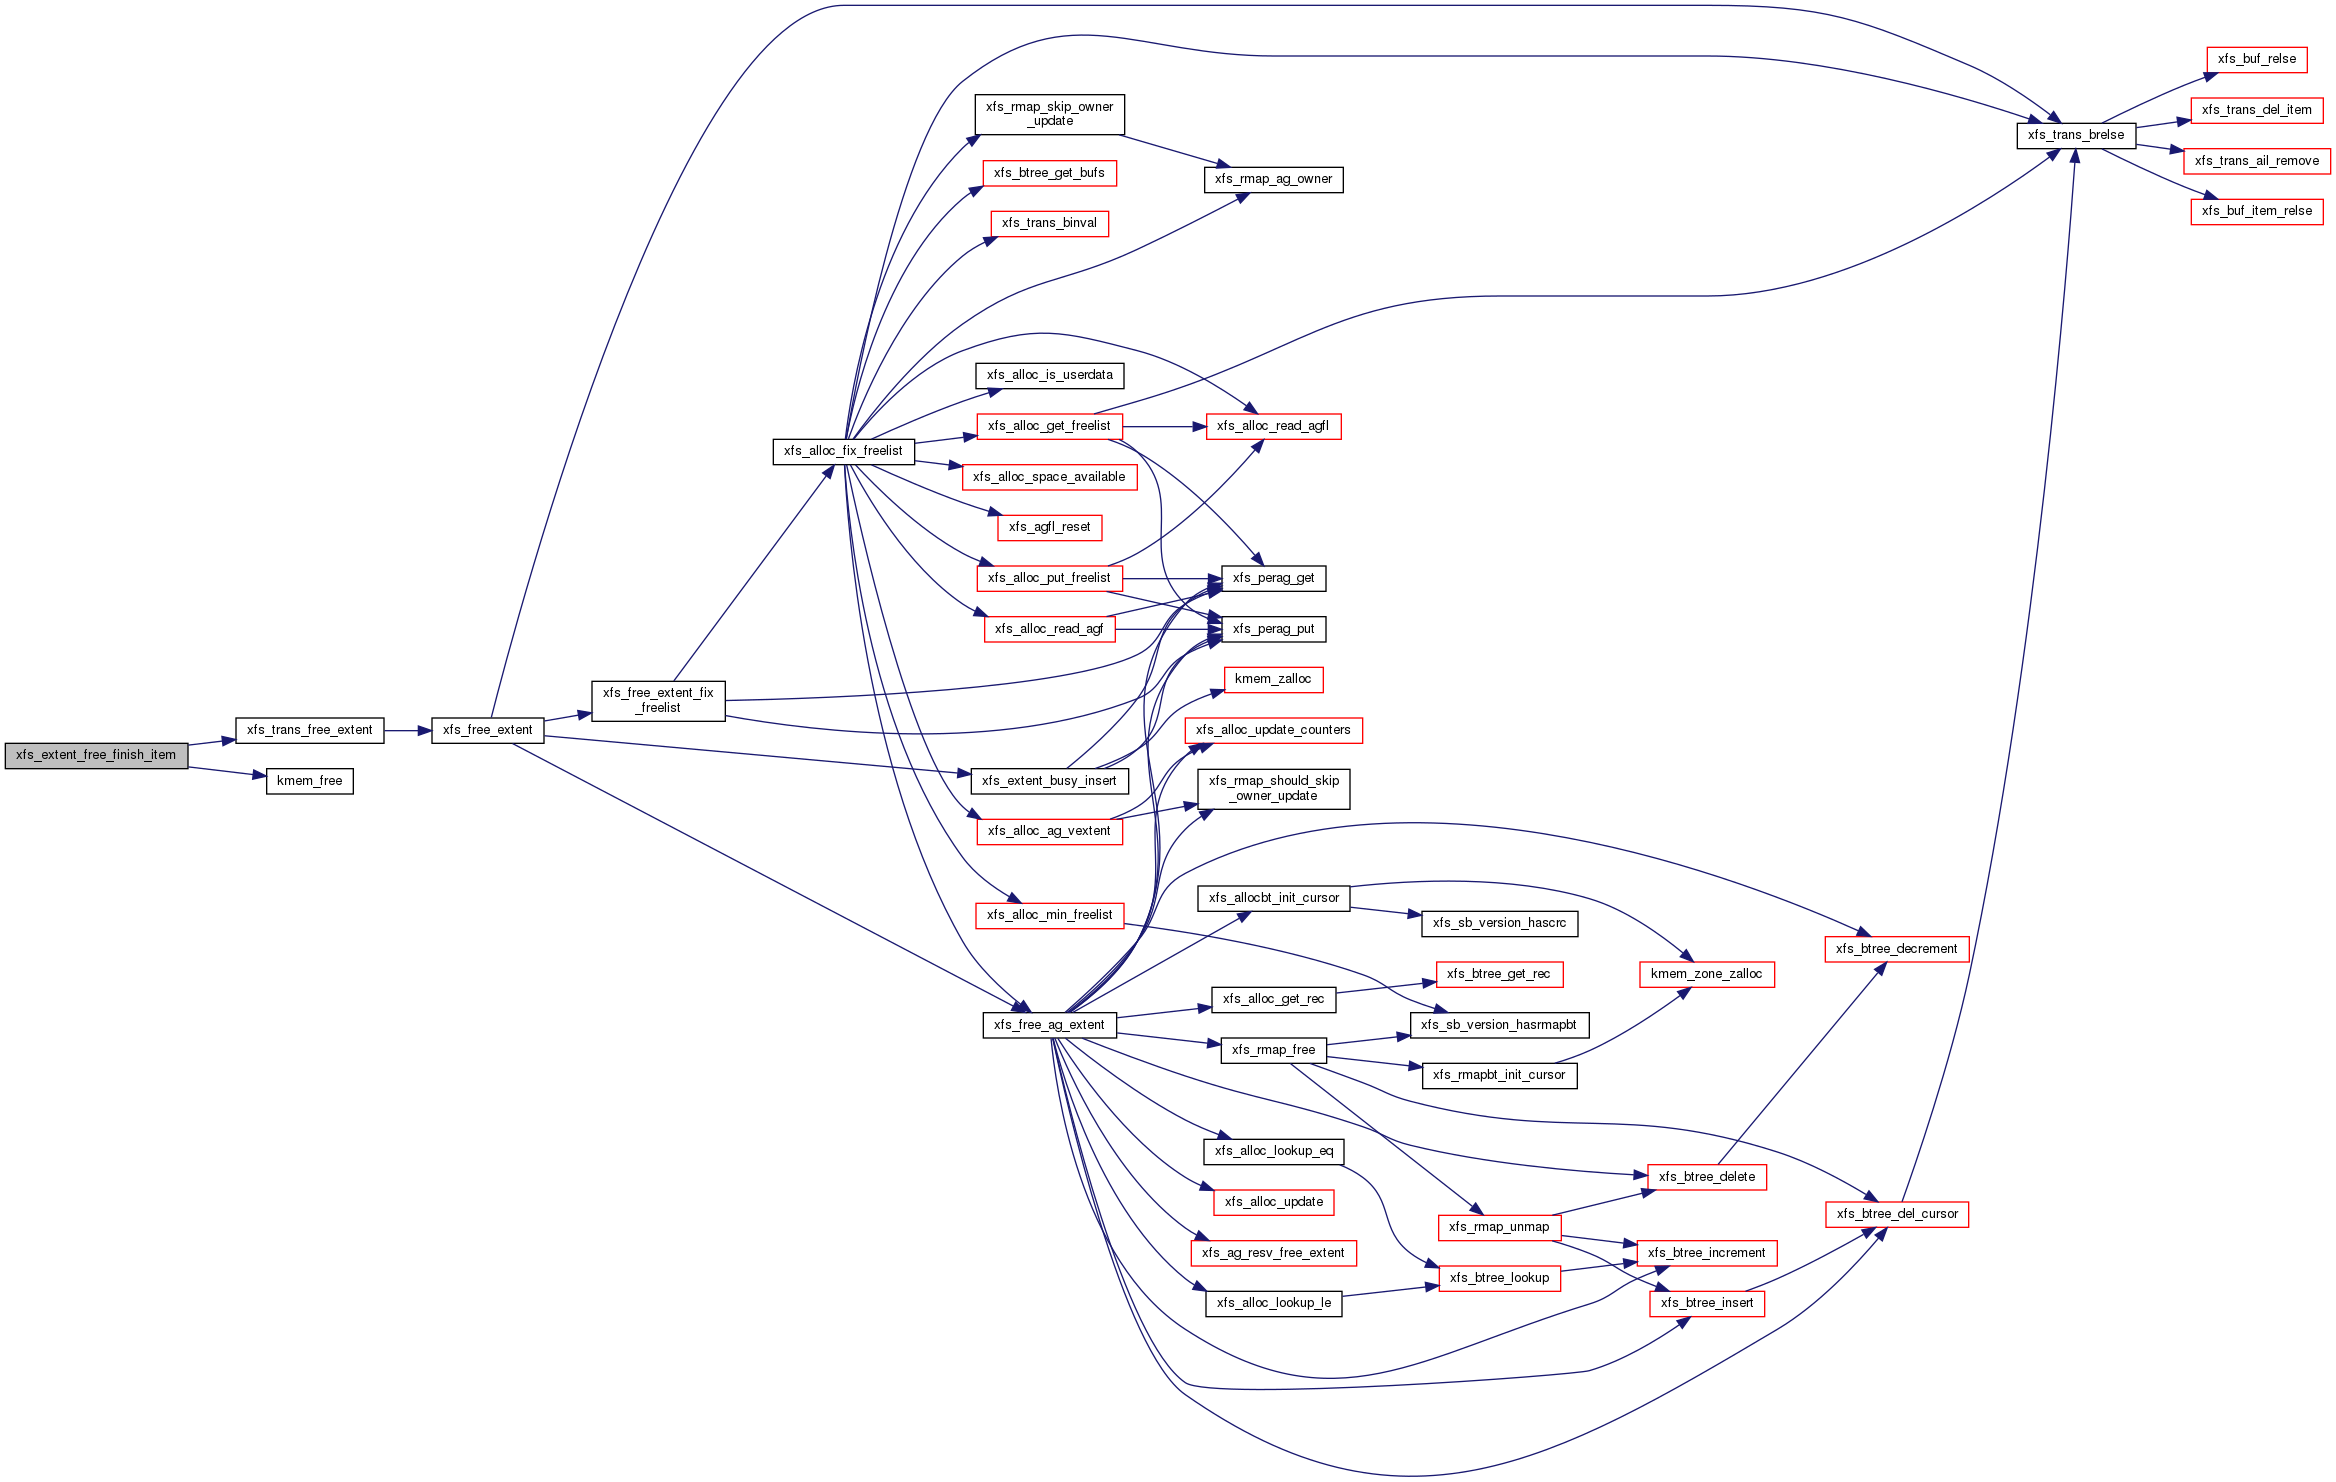 xfs_extent_free_finish_item
xfs_trans_free_extent
kmem_free
xfs_free_extent
xfs_free_extent_fix
_freelist
xfs_alloc_fix_freelist
xfs_rmap_skip_owner
_update
xfs_btree_get_bufs
xfs_trans_binval
xfs_alloc_is_userdata
xfs_alloc_get_freelist
xfs_alloc_space_available
xfs_agfl_reset
xfs_alloc_put_freelist
xfs_alloc_read_agf
xfs_extent_busy_insert
xfs_alloc_ag_vextent
xfs_alloc_min_freelist
xfs_free_ag_extent
xfs_rmap_ag_owner
xfs_alloc_read_agfl
xfs_perag_get
xfs_perag_put
kmem_zalloc
xfs_alloc_update_counters
xfs_rmap_should_skip
_owner_update
xfs_allocbt_init_cursor
xfs_alloc_get_rec
xfs_rmap_free
xfs_alloc_lookup_eq
xfs_alloc_update
xfs_ag_resv_free_extent
xfs_alloc_lookup_le
xfs_sb_version_hascrc
xfs_btree_get_rec
xfs_sb_version_hasrmapbt
xfs_rmapbt_init_cursor
xfs_rmap_unmap
xfs_btree_lookup
kmem_zone_zalloc
xfs_btree_delete
xfs_btree_increment
xfs_btree_insert
xfs_btree_decrement
xfs_btree_del_cursor
xfs_trans_brelse
xfs_buf_relse
xfs_trans_del_item
xfs_trans_ail_remove
xfs_buf_item_relse